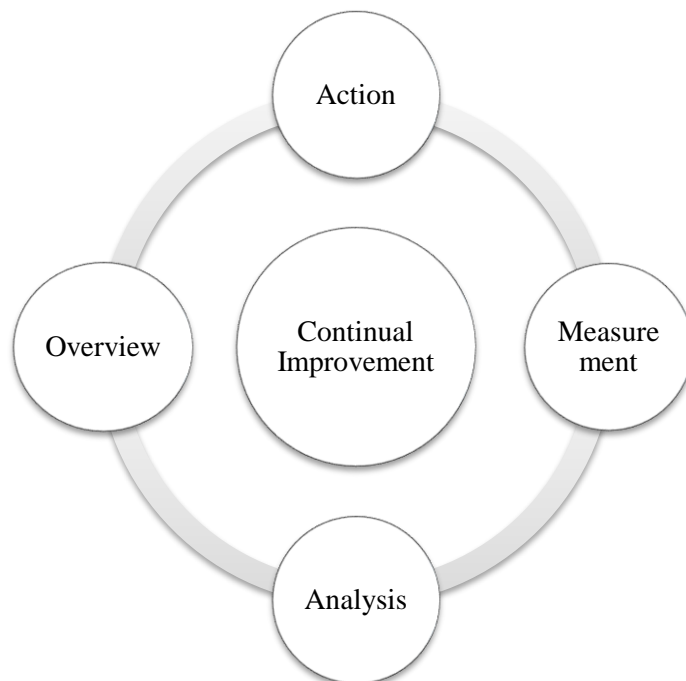 Action
Overview
Continual
Improvement
Measure
ment
Analysis